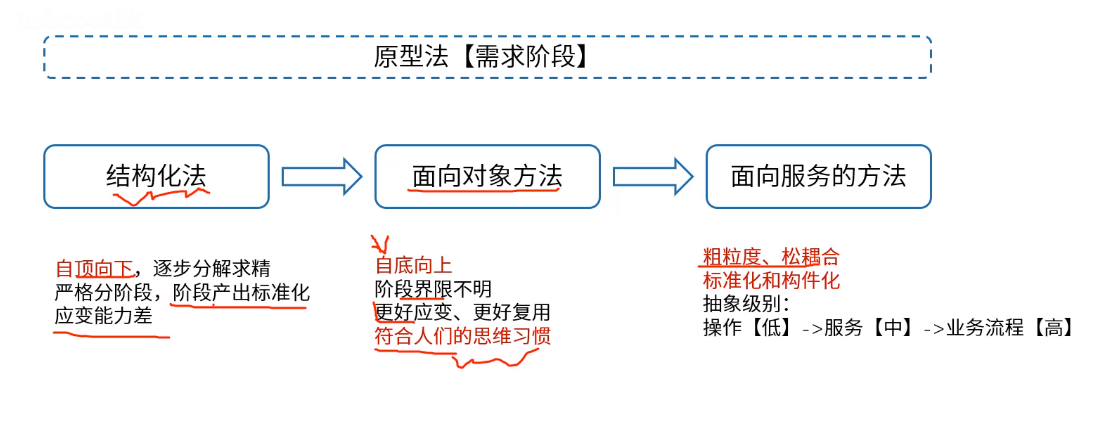 原型法【需求阶段】
结构化法
面向对象方法
面向服务的方法
自顶向下，逐步分解求精
严格分阶段，阶段产出标准化
应变能力差
自底向上
阶段界限不明
更好应变、更好复用
符合人们的思维习惯
粗粒度、松耦合
标准化和构件化
抽象级别：
操作【低】->服务【中】->业务流程【高】